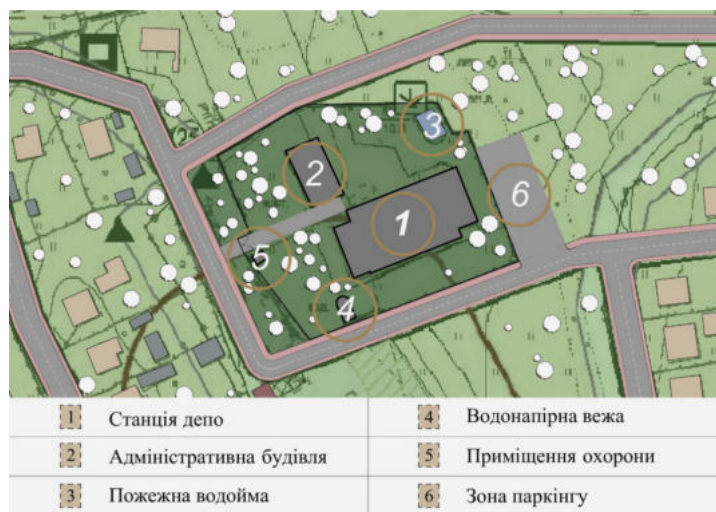 2
3
1
6
5
4
1 Станція депо
4 Водонапірна вежа
2 Адміністративна будівля
5 Приміщення охорони
3 Пожежна водойма
6 Зона паркінгу